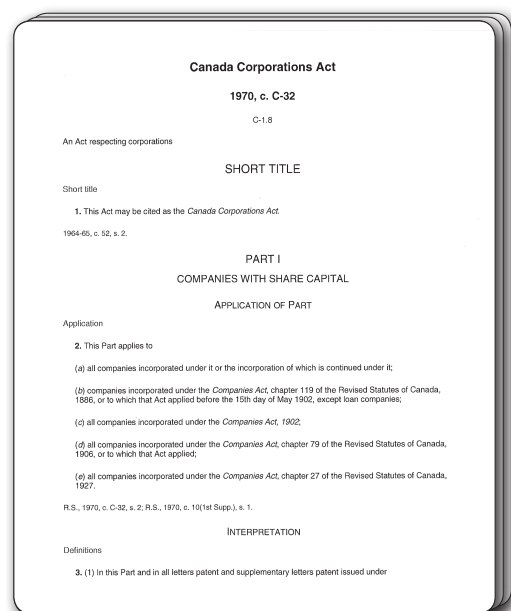 Canada Corporations Act
1970, c. C-32
C-1.8
An Act respecting corporations
SHORT TITLE
Short title
1. This Act may be cited as the Canada Corporations Act.
1964-65, c. 52, s. 2.
PART I
COMPANIES WITH SHARE CAPITAL
APPLICATION OF PART
Application
2. This Part applies to
(a) all companies incorporated under it or the incorporation of which is continued under it;
(b) companies incorporated under the Companies Act, chapter 119 of the Revised Statutes of Canada,
1886, or to which that Act applied before the 15th day of May 1902, except loan companies;
(c) all companies incorporated under the Companies Act, 1902;
(d) all companies incorporated under the Companies Act, chapter 79 of the Revised Statutes of Canada,
1906, or to which that Act applied;
(e) all companies incorporated under the Companies Act, chapter 27 of the Revised Statutes of Canada,
1927.
R.S., 1970, c. C-32, s. 2; R.S., 1970, c. 10(1st Supp.), s. 1.
INTERPRETATION
Definitions
3. (1) In this Part and in all letters patent and supplementary letters patent issued under